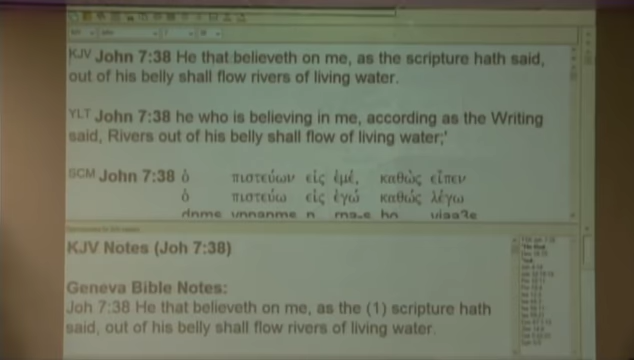 KJV John 7:38 He that believeth on me, as the scripture hath said,
out of his belly shall flow rivers of living water.
YLT John 7:38 he who is believing in me, according as the Writing
said, Rivers out of his belly shall flow of living water;'
SCM John 7:38 ὁ πιστεύων εἰς ἐμέ, καθὼς εἶπεν
ὁ πιστεύω εἰς ἐγώ καθώς λέγω
KJV Notes (Joh 7:38)
Geneva Bible Notes:
Joh 7:38 He that believeth on me, as the (1) scripture hath
said, out of his belly shall flow rivers of living water.